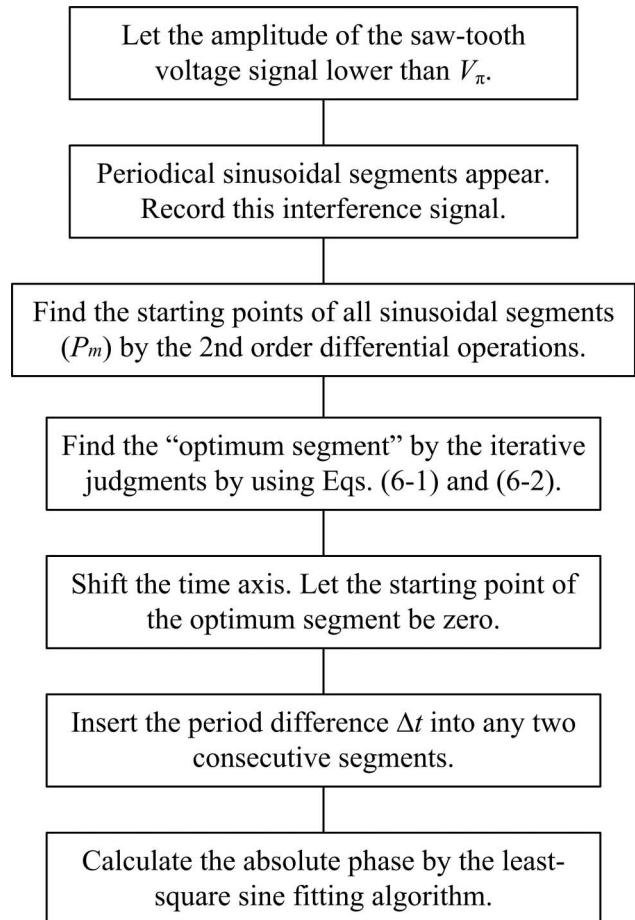 Let the amplitude of the saw-tooth
voltage signal lower than Vπ.
Periodical sinusoidal segments appear.
Record this interference signal.
Find the starting points of all sinusoidal segments
(Pm) by the 2nd order differential operations.
Find the “optimum segment” by the iterative
judgments by using Eqs. (6-1) and (6-2).
Shift the time axis. Let the starting point of
the optimum segment be zero.
Insert the period difference Δt into any two
consecutive segments.
Calculate the absolute phase by the least-
square sine fitting algorithm.